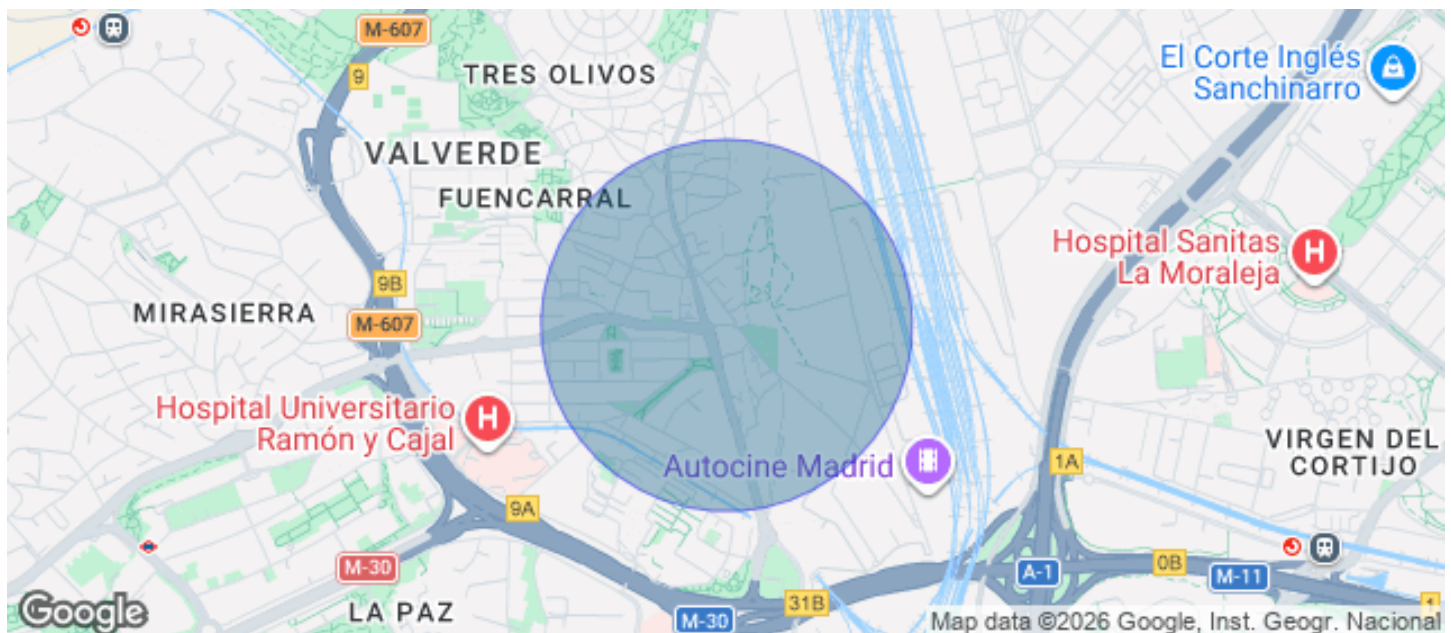 M-607
9
TRES OLIVOS
El Corte Inglés
Sanchinarro
VALVERDE
FUENCARRAL
Hospital Sanitas
La Moraleja
H
9B
MIRASIERRA
M-607
Hospital Universitario
Ramón y Cajal
H
Autocine Madrid
1A
VIRGEN DEL
CORTIJO
9A
M-30
A-1
0B
M-11
31B
1
LA PAZ
M-30
Google
Map data ©2026 Google, Inst. Geogr. Nacional